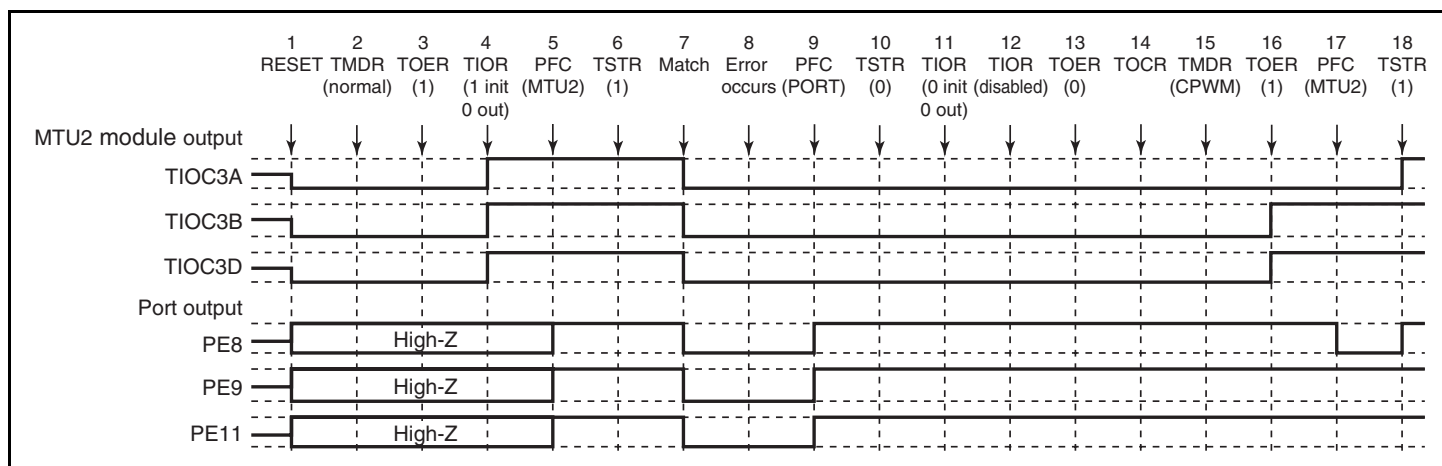 1 2 3 4 5 6 7 8 9 10 11 12 13 14 15 16 17 18
RESET TMDR TOER TIOR PFC TSTR Match Error PFC TSTR TIOR TIOR TOER TOCR TMDR TOER PFC TSTR
(normal) (1) (1 init (MTU2) (1) occurs (PORT) (0) (0 init (disabled) (0) (CPWM) (1) (MTU2) (1)
0 out) 0 out)
MTU2 module output
TIOC3A
TIOC3B
TIOC3D
Port output
PE8 High-Z
PE9 High-Z
PE11 High-Z